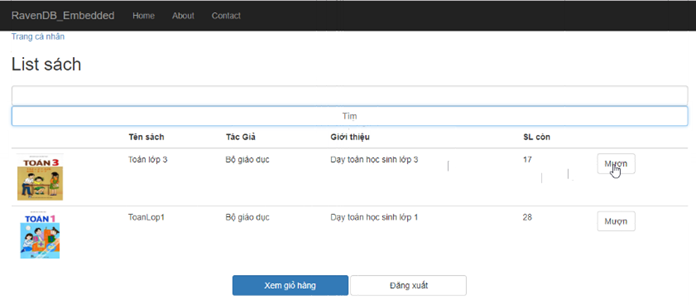 RavenDB_Embedded Home About Contact
Trang cá nhân
List sách
Tìm
Tên sách Tác Giả Giới thiệu SL còn
TOÁN 3
Toán lớp 3 Bộ giáo dục Dạy toán học sinh lớp 3 17 Mượn
TOÁN 1
ToanLop1 Bộ giáo dục Dạy toán học sinh lớp 1 28 Mượn
Xem giỏ hàng Đăng xuất